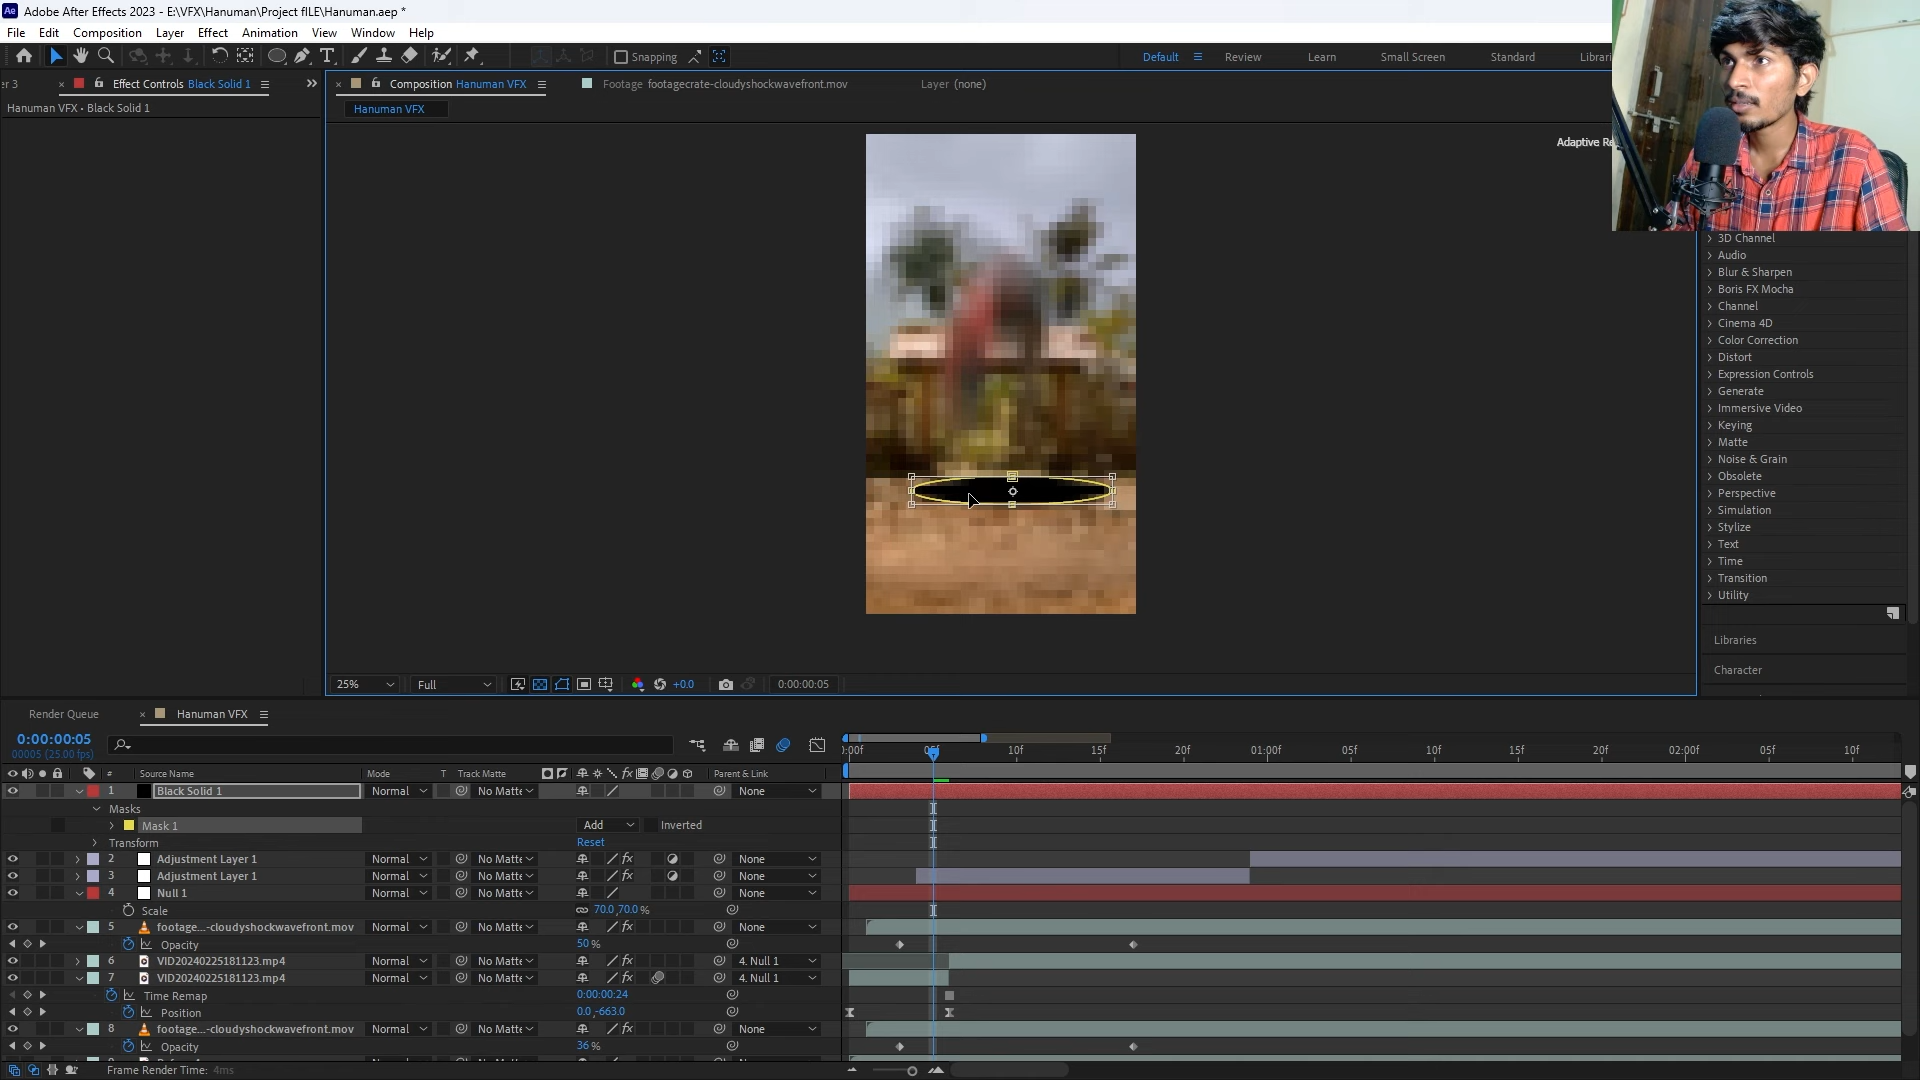 Ae Adobe After Effects 2023 - E:\VFX\Hanuman\Project fILE\Hanuman.aep *
File Edit Composition Layer Effect Animation View Window Help
Snapping Default Review Learn Small Screen Standard
Effect Controls Black Solid 1
Composition Hanuman VFX Footage footagecrate-cloudyshockwavefront.mov Layer (none)
Hanuman VFX • Black Solid 1
Hanuman VFX
3D Channel
Audio
Blur & Sharpen
Boris FX Mocha
Channel
Cinema 4D
Color Correction
Distort
Expression Controls
Generate
Immersive Video
Keying
Matte
Noise & Grain
Obsolete
Perspective
Simulation
Stylize
Text
Time
Transition
Utility
Libraries
Character
25% Full +0.0 0:00:00:05
Render Queue Hanuman VFX
0:00:00:05
00005 (25.00 fps)
10f 15f 20f 01:00f 05f 10f 15f 20f 02:00f 05f 10f
# Source Name Mode T Track Matte Parent & Link
1 Black Solid 1 Normal No Matte None
Masks
Mask 1 Add Inverted
Transform Reset
2 Adjustment Layer 1 Normal No Matte None
3 Adjustment Layer 1 Normal No Matte None
4 Null 1 Normal No Matte None
Scale 70.0,70.0 %
5 footage...-cloudyshockwavefront.mov Normal No Matte None
Opacity 50 %
6 VID20240225181123.mp4 Normal No Matte 4. Null 1
7 VID20240225181123.mp4 Normal No Matte 4. Null 1
Time Remap 0:00:00:24
Position 0.0,-663.0
8 footage...-cloudyshockwavefront.mov Normal No Matte None
Opacity 36 %
Frame Render Time: 4ms